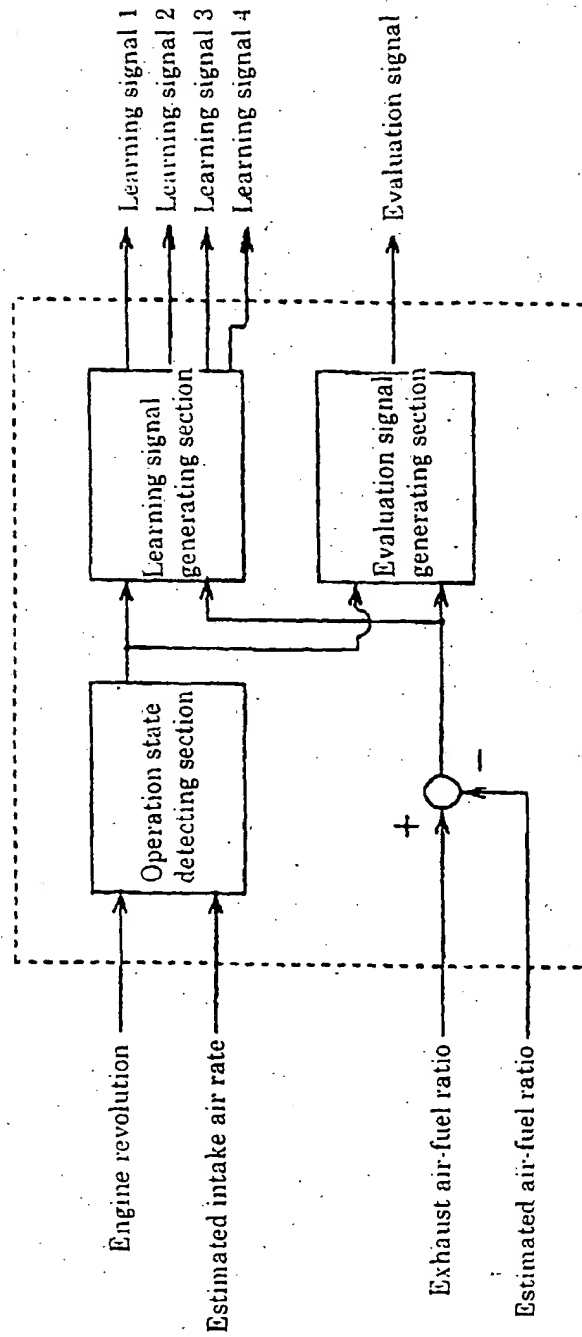 Engine revolution
Estimated intake air rate
Exhaust air-fuel ratio
Estimated air-fuel ratio
+
−
Operation state
detecting section
Learning signal
generating section
Evaluation signal
generating section
Learning signal 1
Learning signal 2
Learning signal 3
Learning signal 4
Evaluation signal